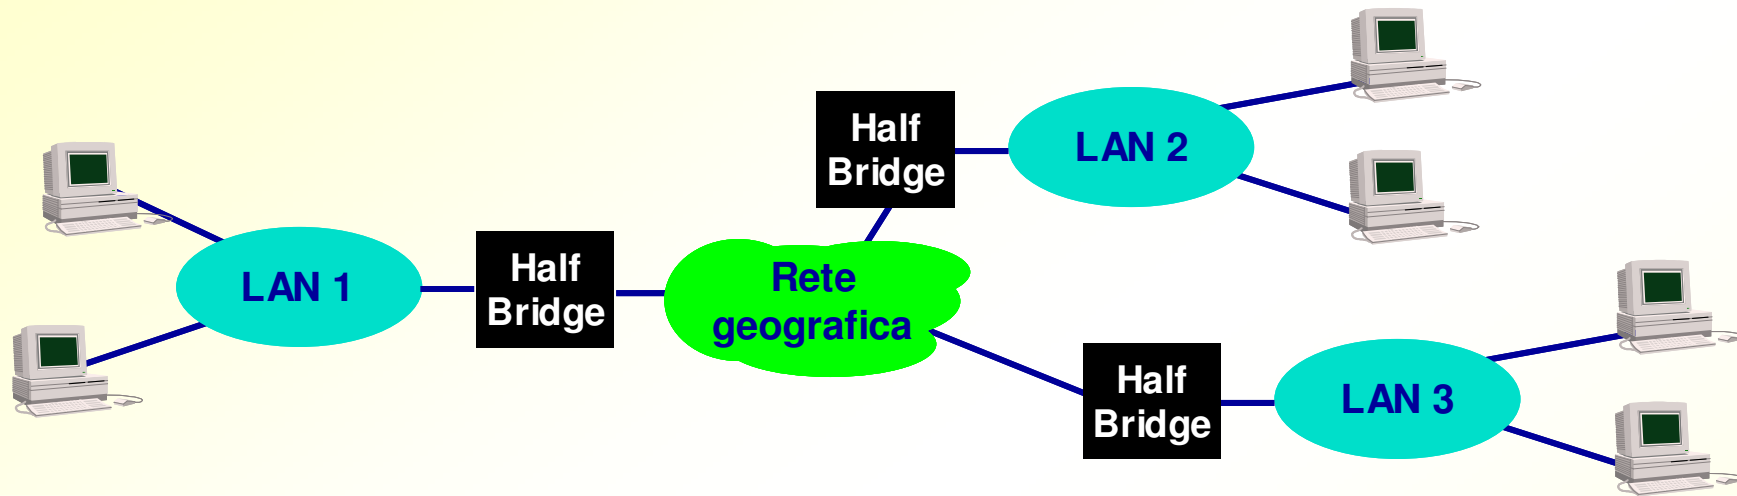 Half
Bridge
LAN 2
LAN 1
Half
Bridge
Rete
geografica
Half
Bridge
LAN 3